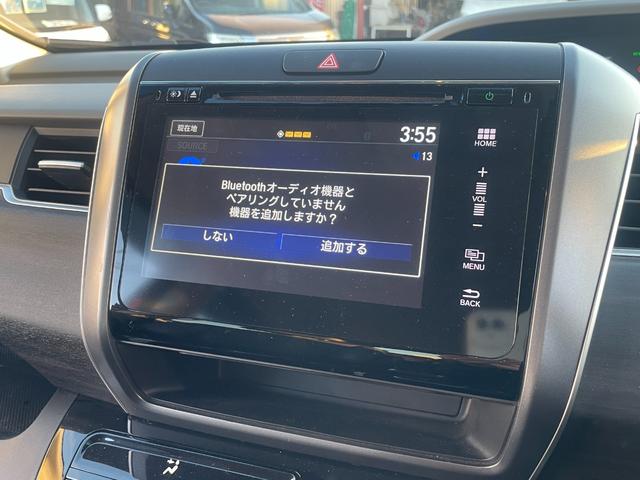 現在地
3:55
SOURCE
13
Bluetoothオーディオ機器と
ペアリングしていません
機器を追加しますか？
しない
追加する
HOME
+
VOL
-
MENU
BACK